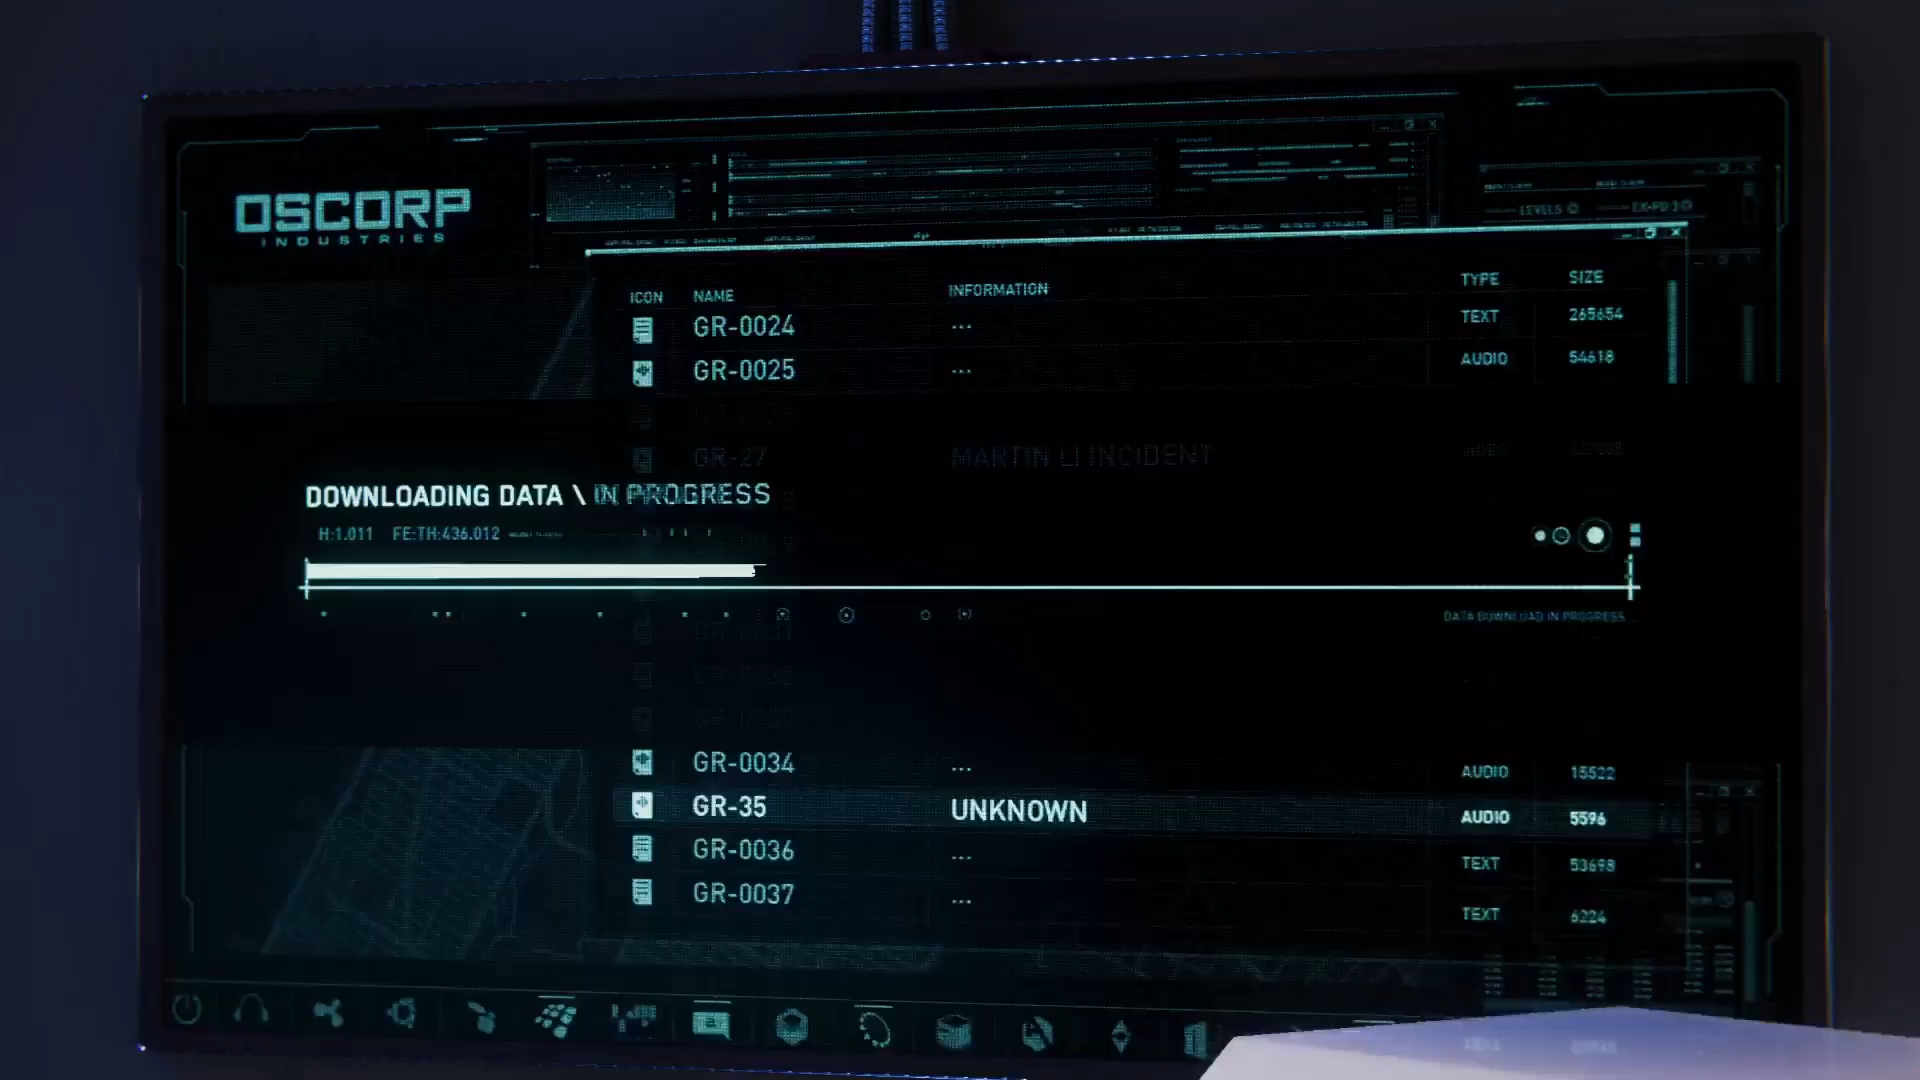 OSCORP
INDUSTRIES
LEVELS
ICON NAME INFORMATION TYPE SIZE
GR-0024 ... TEXT 265654
GR-0025 ... AUDIO 54618
GR-27 MARTIN LI INCIDENT VIDEO
DOWNLOADING DATA \ IN PROGRESS
H:1.011 FE:TH:436.012
DATA DOWNLOAD IN PROGRESS
GR-0034 ... AUDIO 15522
GR-35 UNKNOWN AUDIO 5596
GR-0036 ... TEXT 53698
GR-0037 ... TEXT 6224